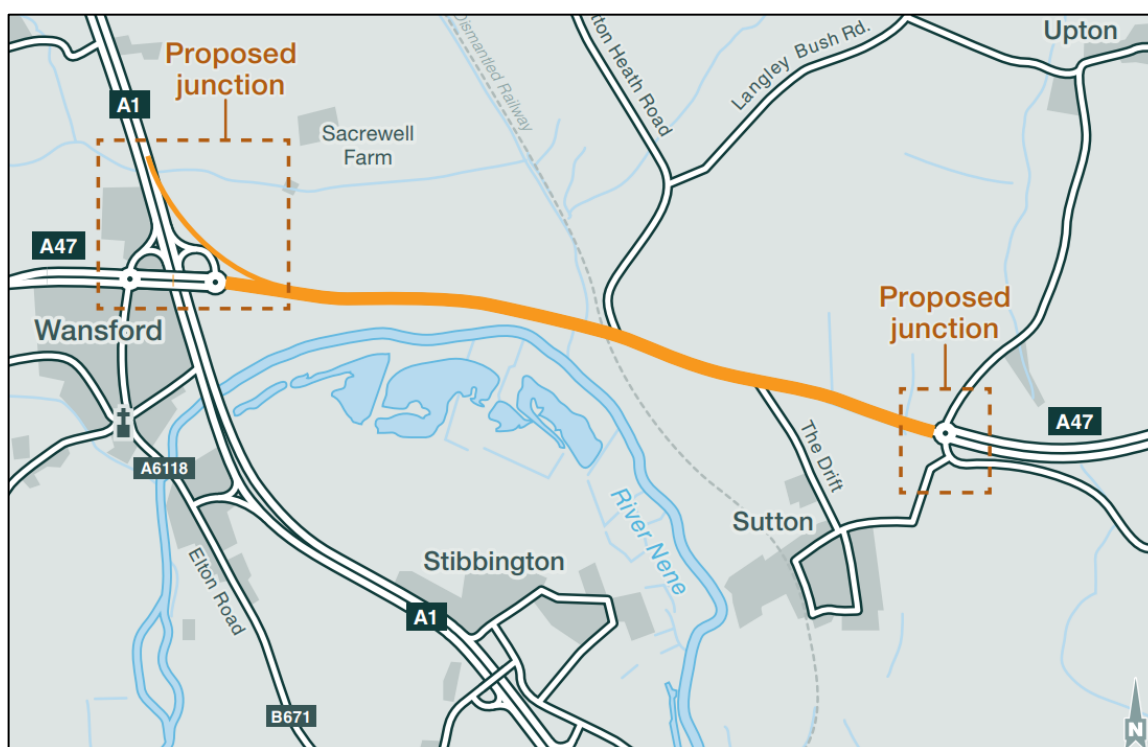 Proposed
junction
A1
Dismantled Railway
tton Heath Road
Langley Bush Rd.
Upton
Sacrewell
Farm
A47
Wansford
Proposed
junction
A47
A6118
The Drift
River Nene
Sutton
Stibbington
Elton Road
A1
B671
N